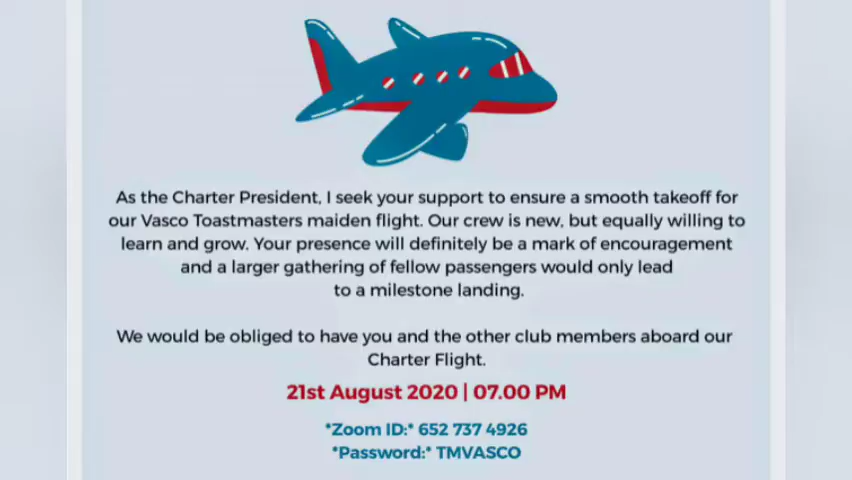 As the Charter President, I seek your support to ensure a smooth takeoff for
our Vasco Toastmasters maiden flight. Our crew is new, but equally willing to
learn and grow. Your presence will definitely be a mark of encouragement
and a larger gathering of fellow passengers would only lead
to a milestone landing.
We would be obliged to have you and the other club members aboard our
Charter Flight.
21st August 2020 | 07.00 PM
*Zoom ID:* 652 737 4926
*Password:* TMVASCO